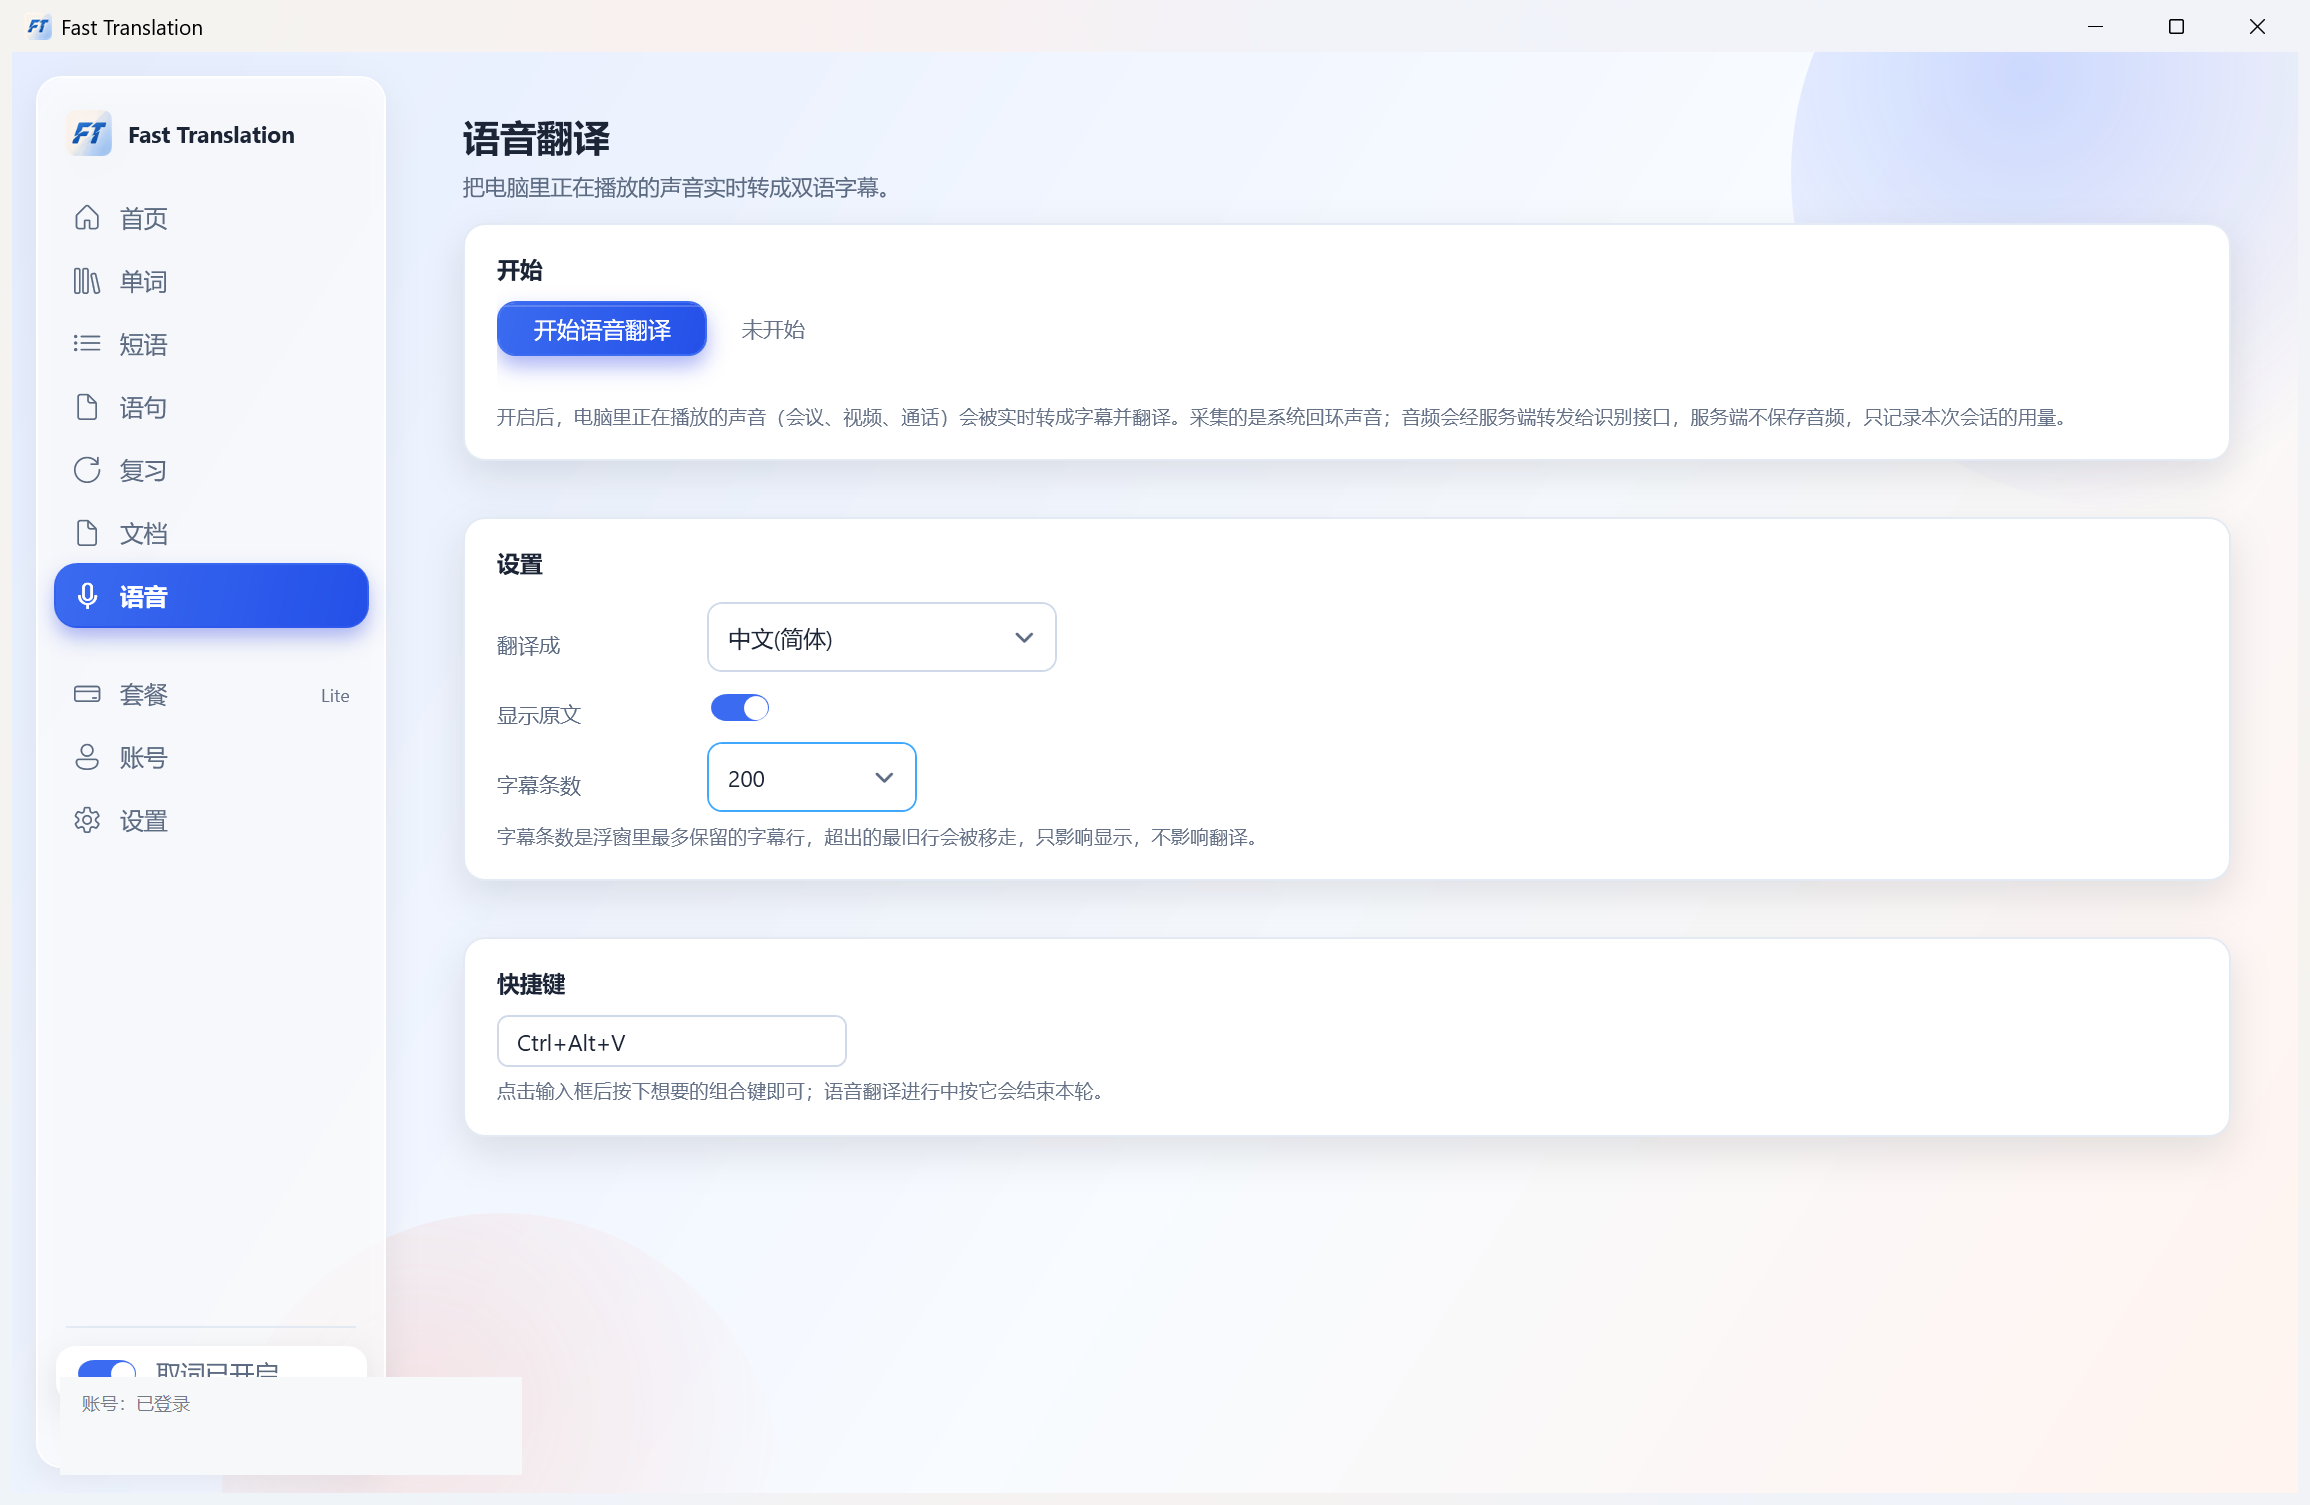 Fast Translation
Fast Translation
首页
单词
短语
语句
复习
文档
语音
套餐 Lite
账号
设置
取词已开启
账号：已登录
语音翻译
把电脑里正在播放的声音实时转成双语字幕。
开始
开始语音翻译 未开始
开启后，电脑里正在播放的声音（会议、视频、通话）会被实时转成字幕并翻译。采集的是系统回环声音；音频会经服务端转发给识别接口，服务端不保存音频，只记录本次会话的用量。
设置
翻译成 中文(简体)
显示原文
字幕条数 200
字幕条数是浮窗里最多保留的字幕行，超出的最旧行会被移走，只影响显示，不影响翻译。
快捷键
Ctrl+Alt+V
点击输入框后按下想要的组合键即可；语音翻译进行中按它会结束本轮。